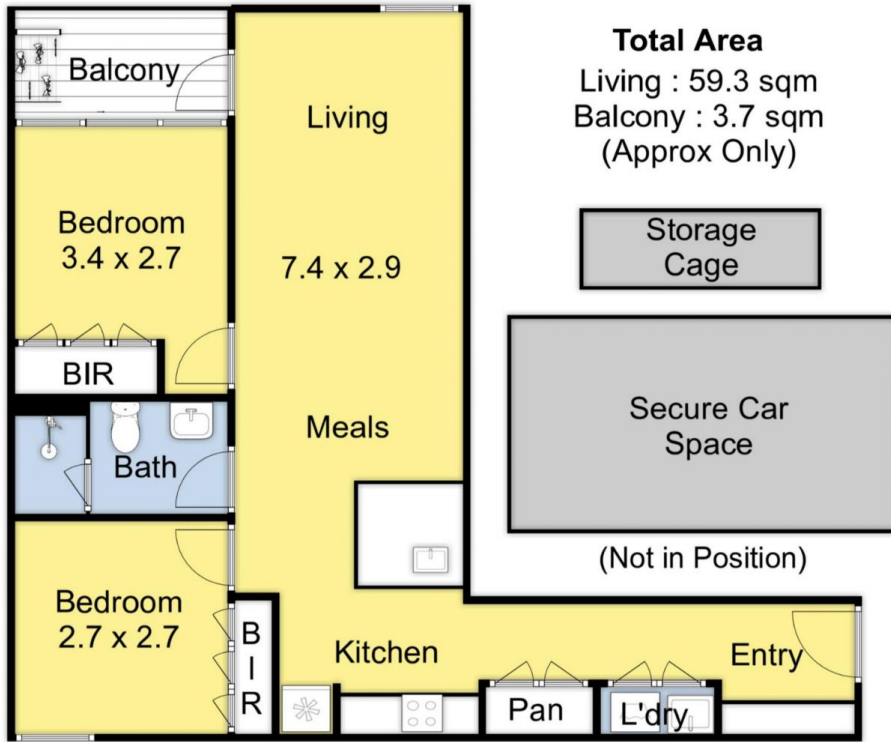 Total Area
Living : 59.3 sqm
Balcony : 3.7 sqm
(Approx Only)
Balcony
Living
Bedroom
3.4 x 2.7
7.4 x 2.9
Storage
Cage
BIR
Meals
Secure Car
Space
Bath
(Not in Position)
Bedroom
2.7 x 2.7
BIR
Kitchen
Entry
Pan
L'dry